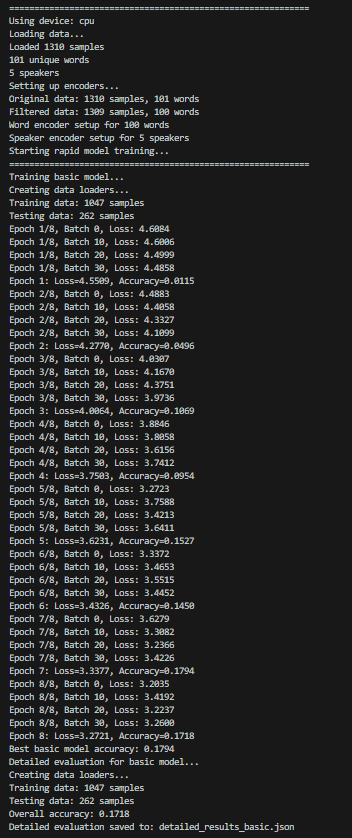 ============================================================
Using device: cpu
Loading data...
Loaded 1310 samples
101 unique words
5 speakers
Setting up encoders...
Original data: 1310 samples, 101 words
Filtered data: 1309 samples, 100 words
Word encoder setup for 100 words
Speaker encoder setup for 5 speakers
Starting rapid model training...
============================================================
Training basic model...
Creating data loaders...
Training data: 1047 samples
Testing data: 262 samples
Epoch 1/8, Batch 0, Loss: 4.6084
Epoch 1/8, Batch 10, Loss: 4.6006
Epoch 1/8, Batch 20, Loss: 4.4999
Epoch 1/8, Batch 30, Loss: 4.4858
Epoch 1: Loss=4.5509, Accuracy=0.0115
Epoch 2/8, Batch 0, Loss: 4.4883
Epoch 2/8, Batch 10, Loss: 4.4058
Epoch 2/8, Batch 20, Loss: 4.3327
Epoch 2/8, Batch 30, Loss: 4.1099
Epoch 2: Loss=4.2770, Accuracy=0.0496
Epoch 3/8, Batch 0, Loss: 4.0307
Epoch 3/8, Batch 10, Loss: 4.1670
Epoch 3/8, Batch 20, Loss: 4.3751
Epoch 3/8, Batch 30, Loss: 3.9736
Epoch 3: Loss=4.0064, Accuracy=0.1069
Epoch 4/8, Batch 0, Loss: 3.8846
Epoch 4/8, Batch 10, Loss: 3.8058
Epoch 4/8, Batch 20, Loss: 3.6156
Epoch 4/8, Batch 30, Loss: 3.7412
Epoch 4: Loss=3.7503, Accuracy=0.0954
Epoch 5/8, Batch 0, Loss: 3.2723
Epoch 5/8, Batch 10, Loss: 3.7588
Epoch 5/8, Batch 20, Loss: 3.4213
Epoch 5/8, Batch 30, Loss: 3.6411
Epoch 5: Loss=3.6231, Accuracy=0.1527
Epoch 6/8, Batch 0, Loss: 3.3372
Epoch 6/8, Batch 10, Loss: 3.4653
Epoch 6/8, Batch 20, Loss: 3.5515
Epoch 6/8, Batch 30, Loss: 3.4452
Epoch 6: Loss=3.4326, Accuracy=0.1450
Epoch 7/8, Batch 0, Loss: 3.6279
Epoch 7/8, Batch 10, Loss: 3.3082
Epoch 7/8, Batch 20, Loss: 3.2366
Epoch 7/8, Batch 30, Loss: 3.4226
Epoch 7: Loss=3.3377, Accuracy=0.1794
Epoch 8/8, Batch 0, Loss: 3.2035
Epoch 8/8, Batch 10, Loss: 3.4192
Epoch 8/8, Batch 20, Loss: 3.2237
Epoch 8/8, Batch 30, Loss: 3.2600
Epoch 8: Loss=3.2721, Accuracy=0.1718
Best basic model accuracy: 0.1794
Detailed evaluation for basic model...
Creating data loaders...
Training data: 1047 samples
Testing data: 262 samples
Overall accuracy: 0.1718
Detailed evaluation saved to: detailed_results_basic.json